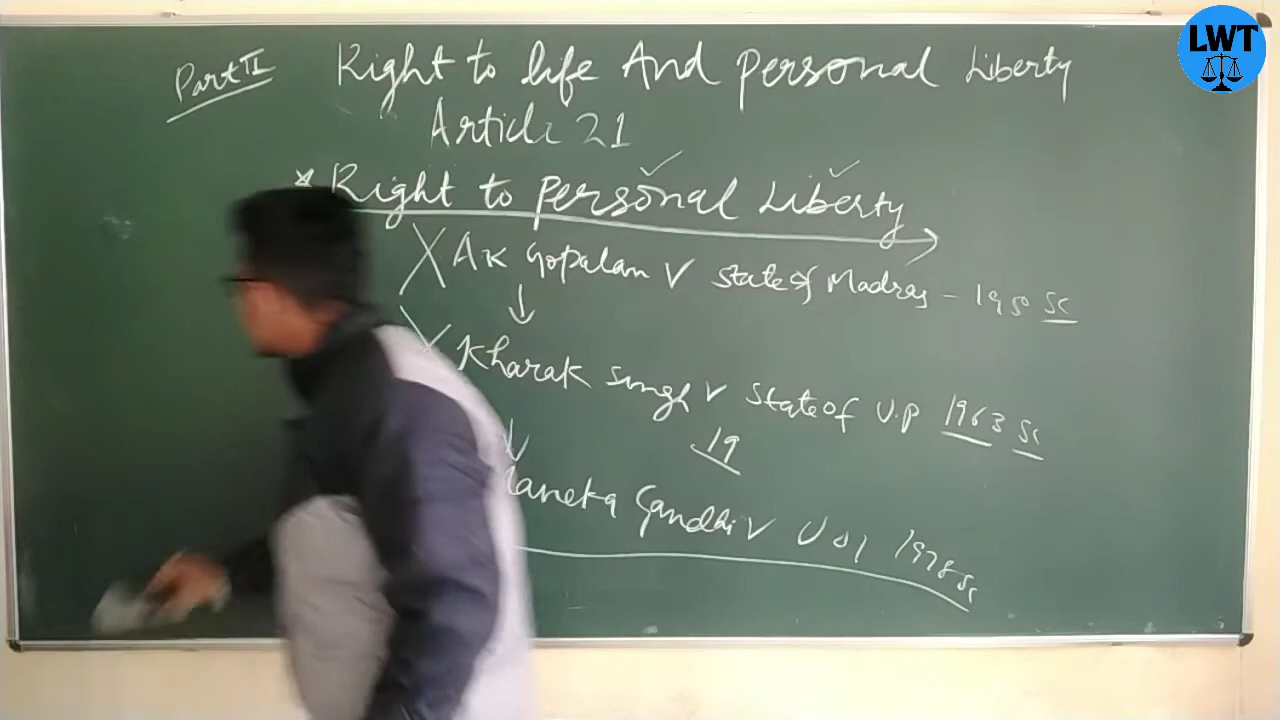 LWT
Part II
Right to life And personal Liberty
Article 21
* Right to personal Liberty
AK Gopalan V State of Madras - 1950 SC
Kharak Singh V State of U.P 1963 SC
19
aneka Gandhi V U O I 1978 SC